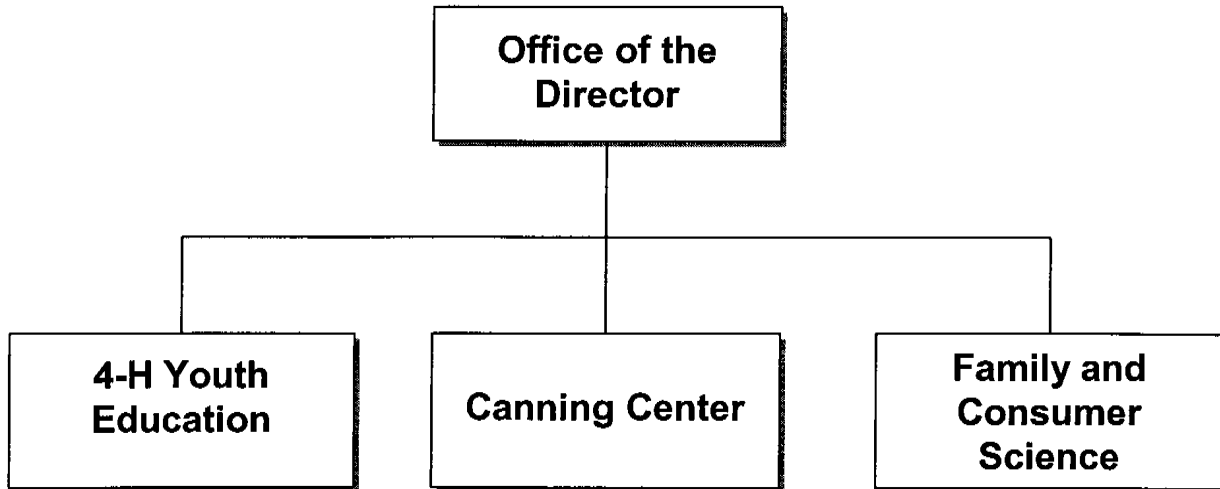 Office of the
Director
4-H Youth
Education
Canning Center
Family and
Consumer
Science